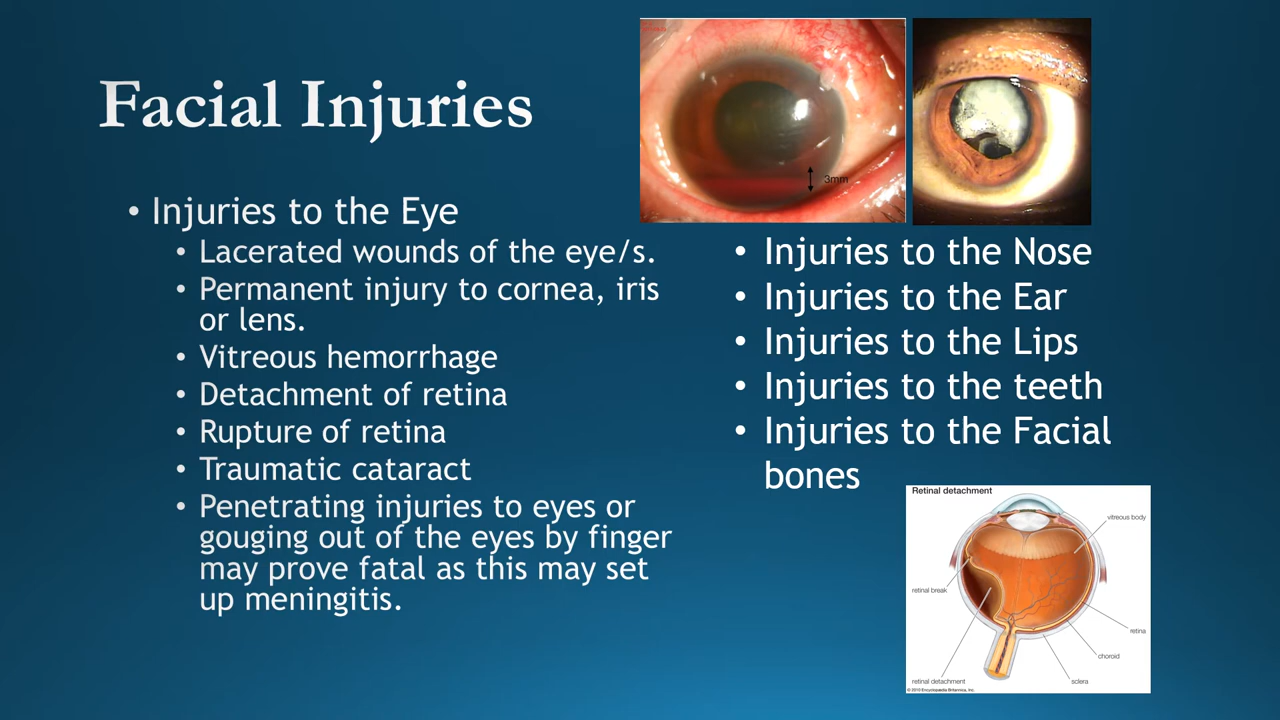 Facial Injuries
• Injuries to the Eye
• Lacerated wounds of the eye/s.
• Permanent injury to cornea, iris
or lens.
• Vitreous hemorrhage
• Detachment of retina
• Rupture of retina
• Traumatic cataract
• Penetrating injuries to eyes or
gouging out of the eyes by finger
may prove fatal as this may set
up meningitis.
3mm
• Injuries to the Nose
• Injuries to the Ear
• Injuries to the Lips
• Injuries to the teeth
• Injuries to the Facial
bones
Retinal detachment
vitreous body
retinal break
retina
choroid
retinal detachment
sclera
© 2010 Encyclopædia Britannica, Inc.